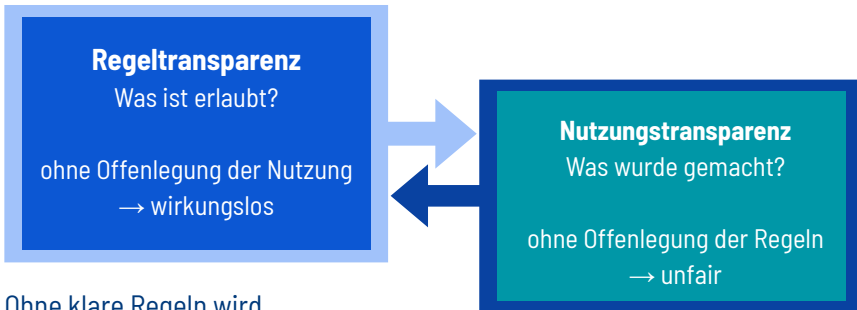 Regeltransparenz
Was ist erlaubt?
ohne Offenlegung der Nutzung
→ wirkungslos
Nutzungstransparenz
Was wurde gemacht?
ohne Offenlegung der Regeln
→ unfair
Ohne klare Regeln wird